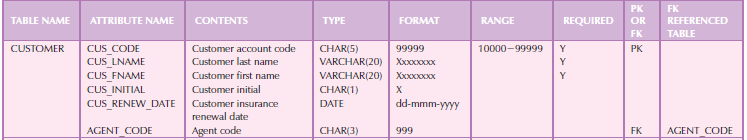 TABLE NAME ATTRIBUTE NAME CONTENTS TYPE FORMAT RANGE REQUIRED PK OR FK FK REFERENCED TABLE
CUSTOMER CUS_CODE Customer account code CHAR(5) 99999 10000–99999 Y PK
CUS_LNAME Customer last name VARCHAR(20) Xxxxxxxx Y
CUS_FNAME Customer first name VARCHAR(20) Xxxxxxxx Y
CUS_INITIAL Customer initial CHAR(1) X
CUS_RENEW_DATE Customer insurance DATE dd-mmm-yyyy
renewal date
AGENT_CODE Agent code CHAR(3) 999 FK AGENT_CODE